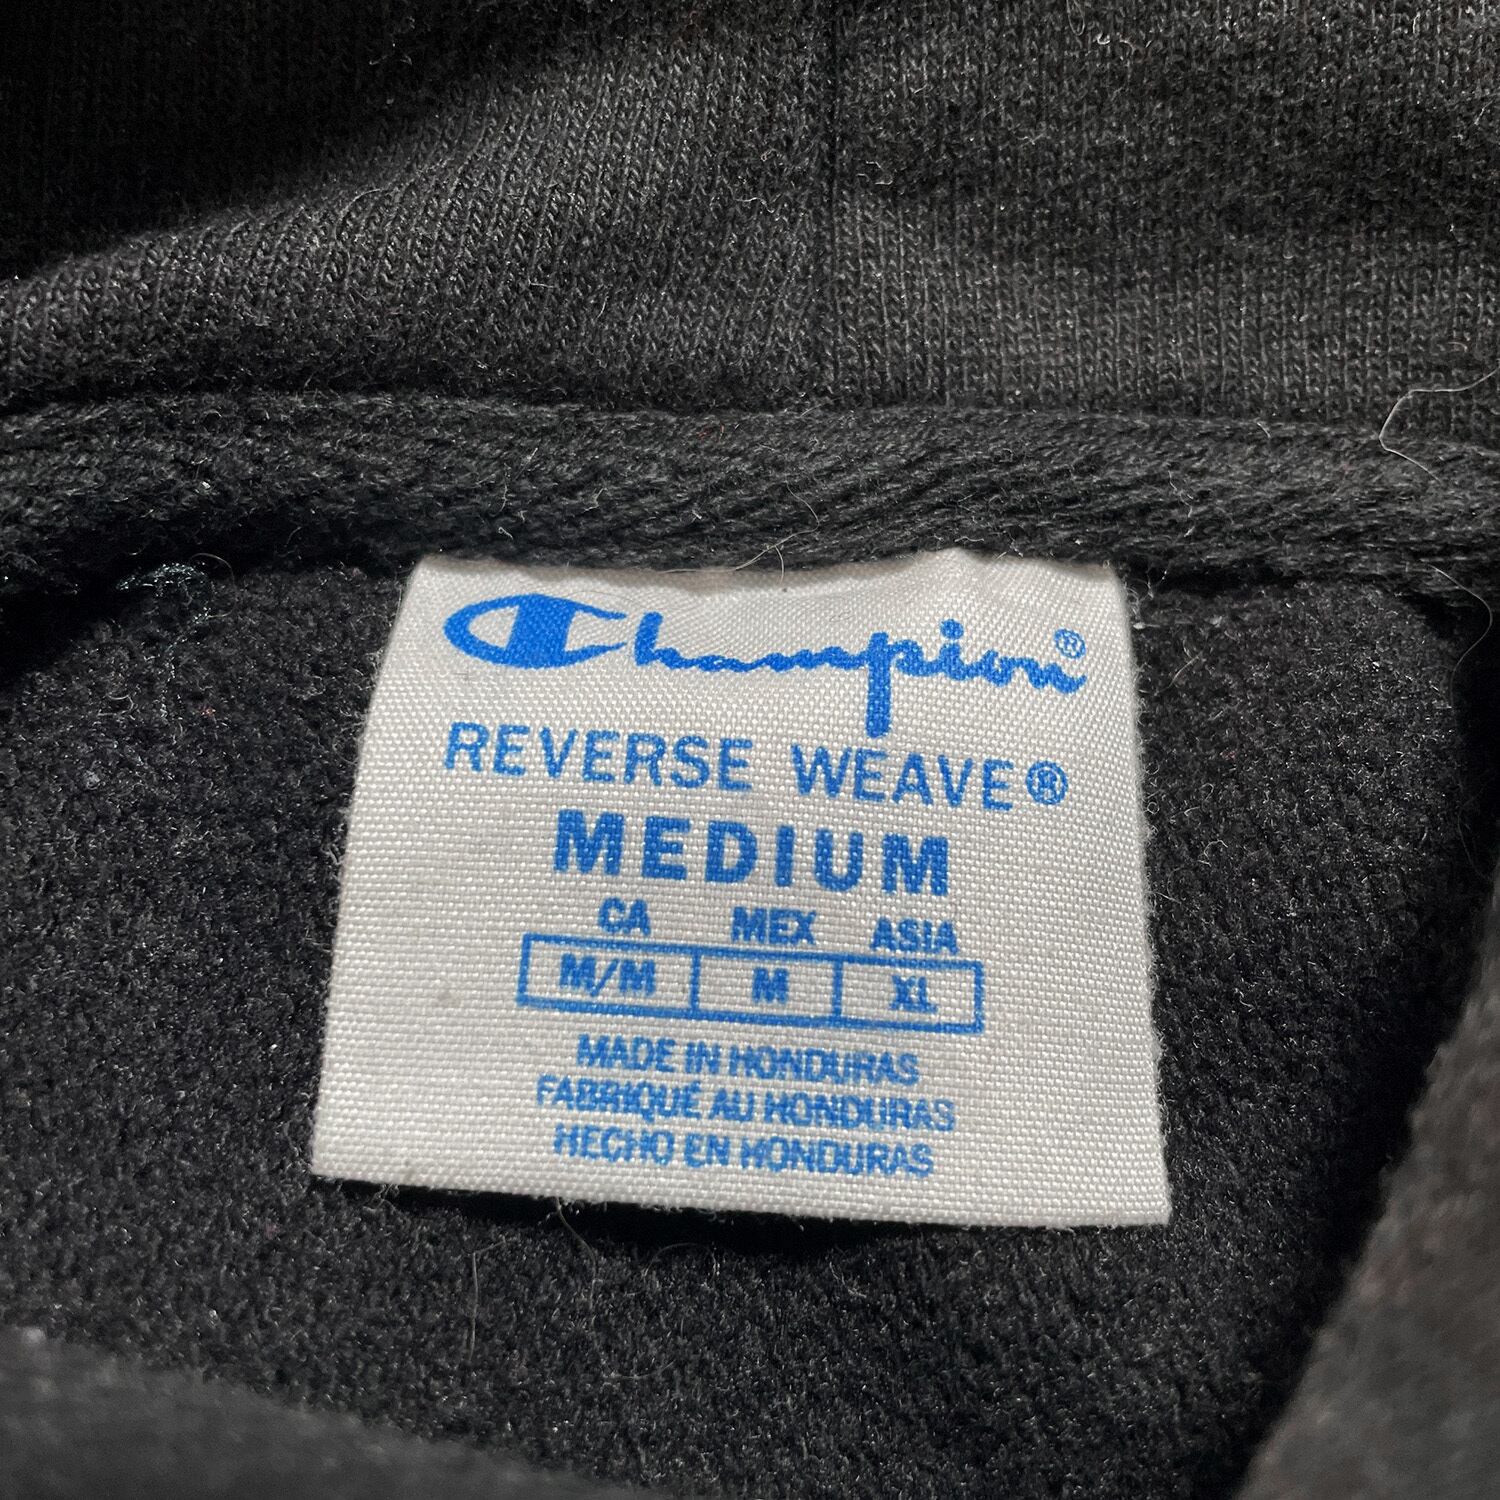 Champion®
REVERSE WEAVE®
MEDIUM
CA MEX ASIA
M/M M XL
MADE IN HONDURAS
FABRIQUÉ AU HONDURAS
HECHO EN HONDURAS